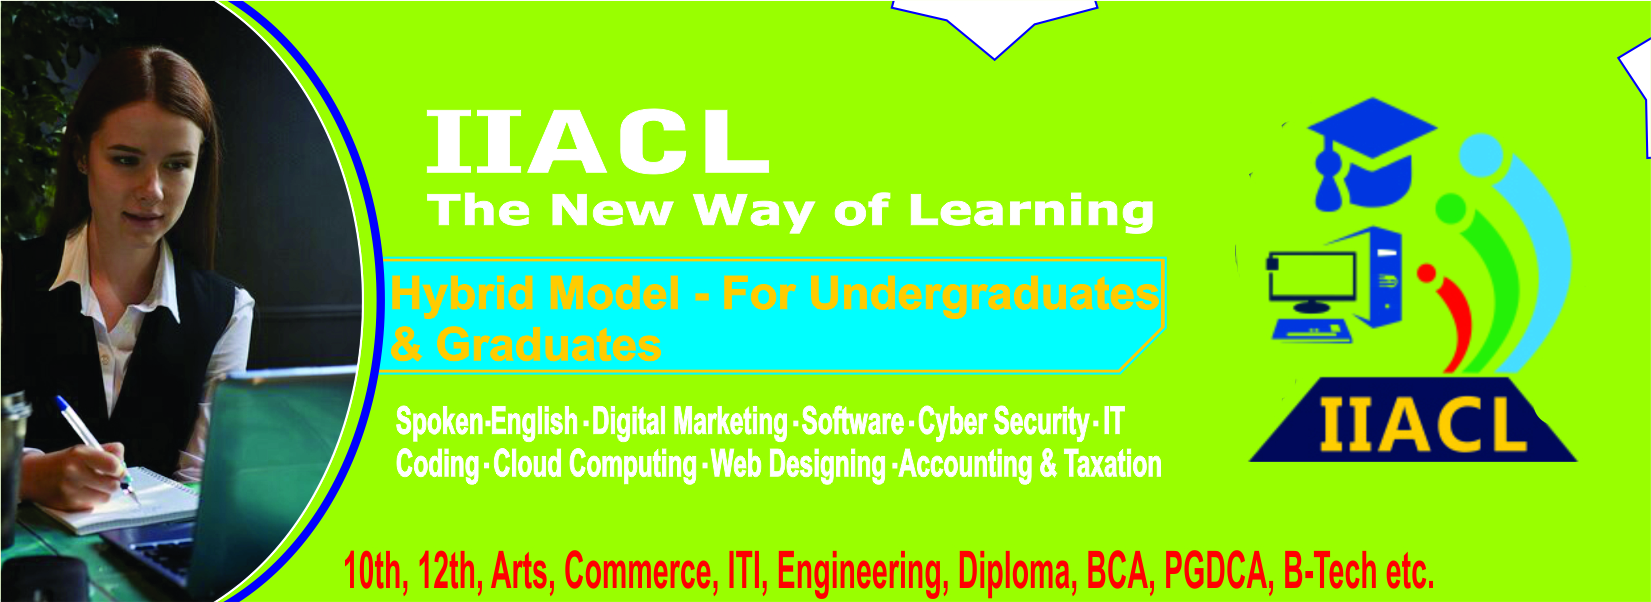 IIACL
The New Way of Learning
Hybrid Model - For Undergraduates
& Graduates
Spoken-English · Digital Marketing · Software · Cyber Security · IT
Coding · Cloud Computing · Web Designing · Accounting & Taxation
10th, 12th, Arts, Commerce, ITI, Engineering, Diploma, BCA, PGDCA, B-Tech etc.
IIACL